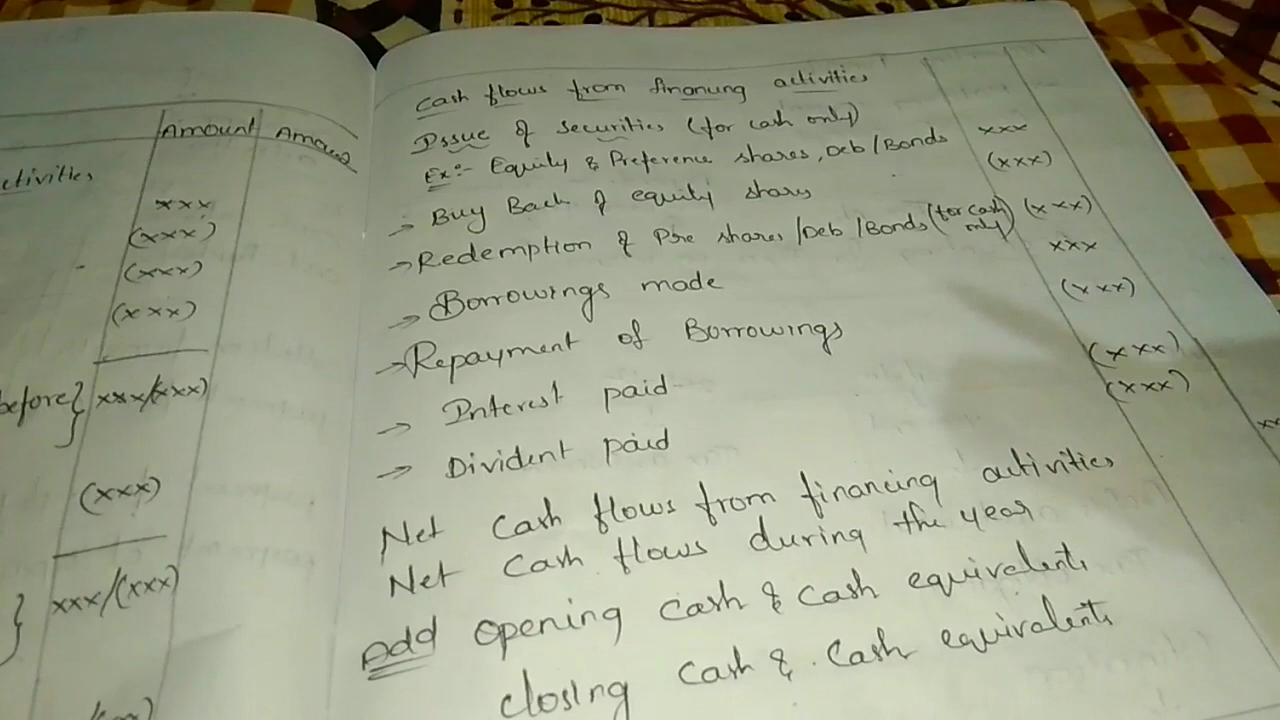 Amount Amoun
ctivities
xxx
(xxx)
(xxx)
(xxx)
before} xxx/(xxx)
(xxx)
} xxx/(xxx)
Cash flows from finanung activities
Issue of securities (for cash only) xxx
Ex:- Equity & Preference shares, Deb/Bonds (xxx)
→ Buy Back of equity shars
→ Redemption of Pre shares/Deb/Bonds (for cash only) (xxx)
→ Borrowings made xxx
→ Repayment of Borrowings (xxx)
→ Interest paid (xxx)
→ Divident paid (xxx)
Net Cash flows from financing activities
Net Cash flows during the year
Add Opening Cash & Cash equivalents
closing Cash &. Cash equivalents